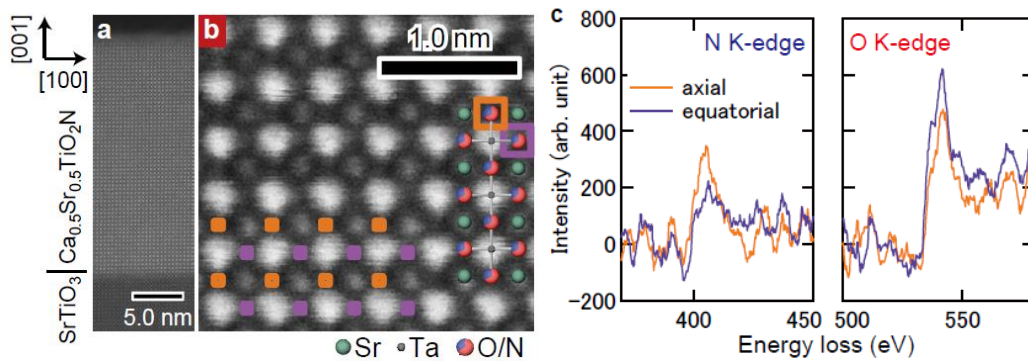 a
b
c
[001]
[100]
SrTiO3 | Ca0.5Sr0.5TiO2N
5.0 nm
1.0 nm
Sr Ta O/N
N K-edge
O K-edge
axial
equatorial
Intensity (arb. unit)
800
600
400
200
0
−200
400 450 500 550
Energy loss (eV)